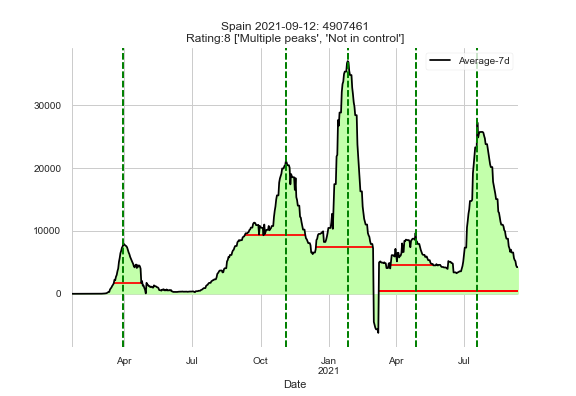 Spain 2021-09-12: 4907461
Rating:8 ['Multiple peaks', 'Not in control']
Average-7d
30000
20000
10000
0
Apr
Jul
Oct
Jan
2021
Apr
Jul
Date